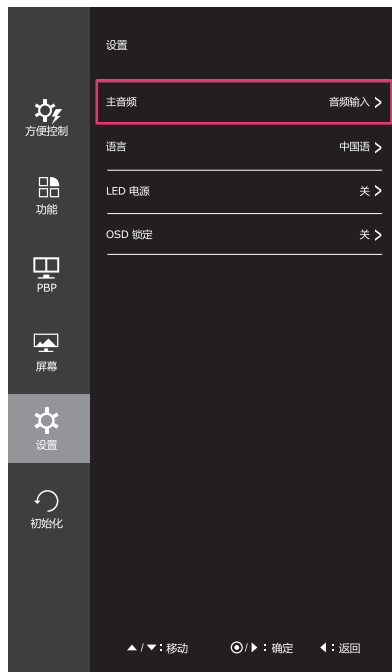 设置
主音频 音频输入
语言 中国语
LED 电源 关
OSD 锁定 关
方便控制
功能
PBP
屏幕
设置
初始化
▲/▼:移动 ◉/▶:确定 ◀:返回